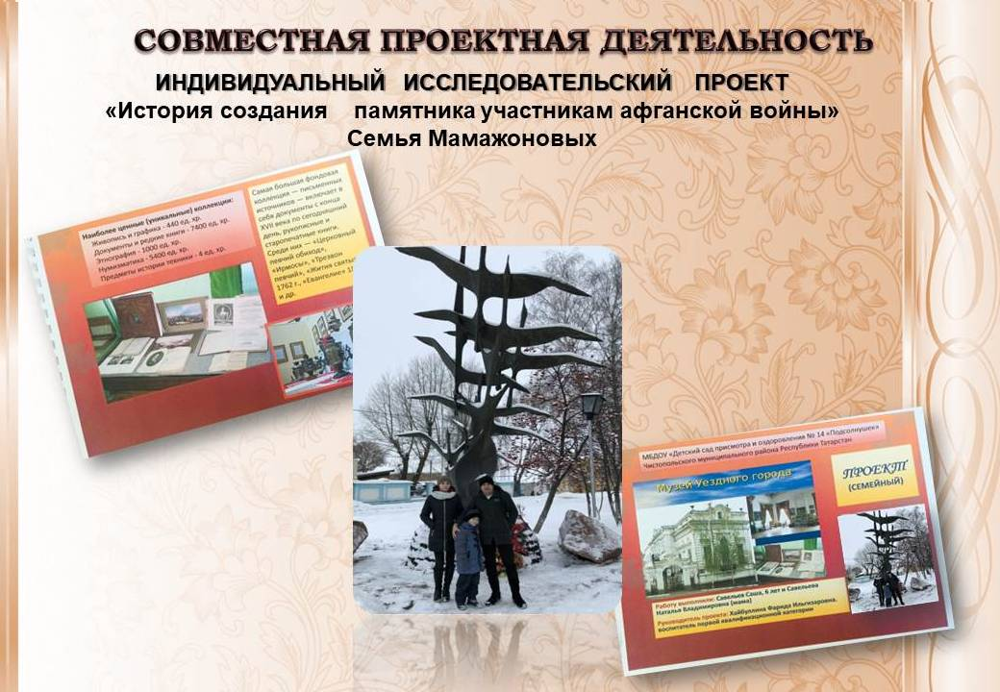 СОВМЕСТНАЯ ПРОЕКТНАЯ ДЕЯТЕЛЬНОСТЬ
ИНДИВИДУАЛЬНЫЙ ИССЛЕДОВАТЕЛЬСКИЙ ПРОЕКТ
«История создания памятника участникам афганской войны»
Семья Мамажоновых
Наиболее ценные (уникальные) коллекции:
Живопись и графика - 440 ед. хр.
Документы и редкие книги - 7400 ед. хр.
Этнография - 1000 ед. хр.
Нумизматика - 5400 ед. хр.
Предметы истории техники - 4 ед. хр.
Самая большая фондовая
коллекция — письменных
источников — включает в
себя документы с конца
XVII века по сегодняшний
день, рукописные и
старопечатные книги.
Среди них — «Церковный
певчий обиход»,
«Ирмосы», «Трезвон
певчий», «Жития святых
1762 г., «Евангелие»
и др.
МБДОУ «Детский сад присмотра и оздоровления № 14 «Подсолнушек»
Чистопольского муниципального района Республики Татарстан
Музей Уездного города
ПРОЕКТ
(СЕМЕЙНЫЙ)
Работу выполнили: Савельев Саша, 6 лет и Савельева
Наталья Владимировна (мама)
Руководитель проекта: Хайбуллина Фарида Ильгизаровна,
воспитатель первой квалификационной категории